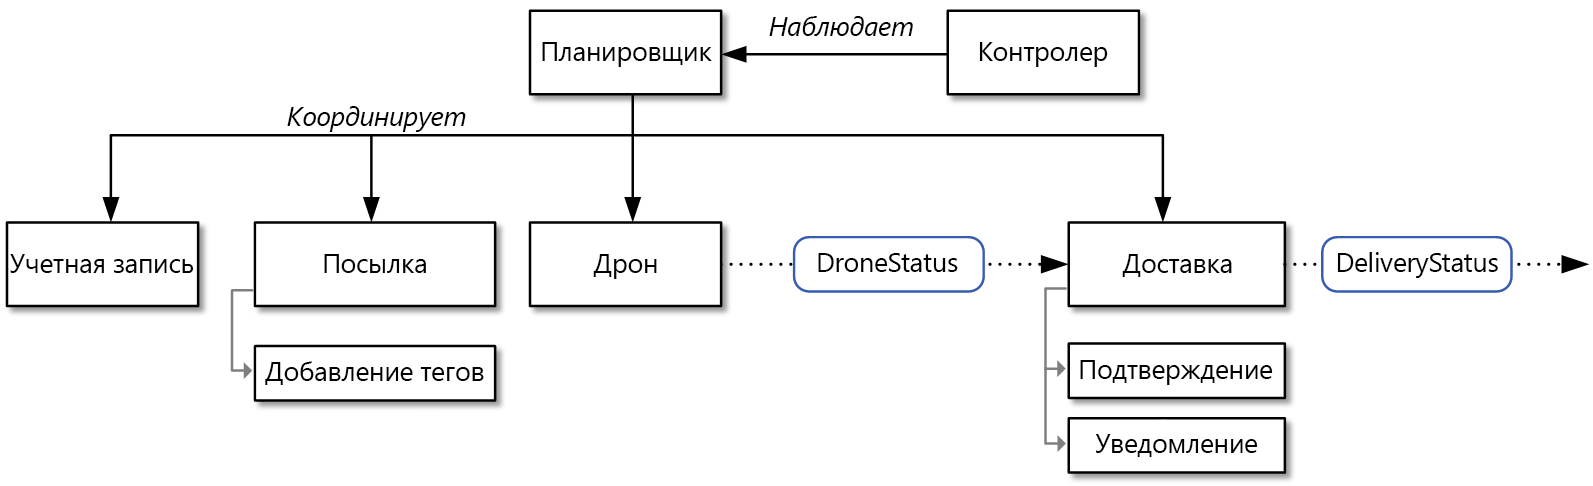 Наблюдает
Планировщик
Контролер
Координирует
Учетная запись
Посылка
Дрон
DroneStatus
Доставка
DeliveryStatus
Добавление тегов
Подтверждение
Уведомление